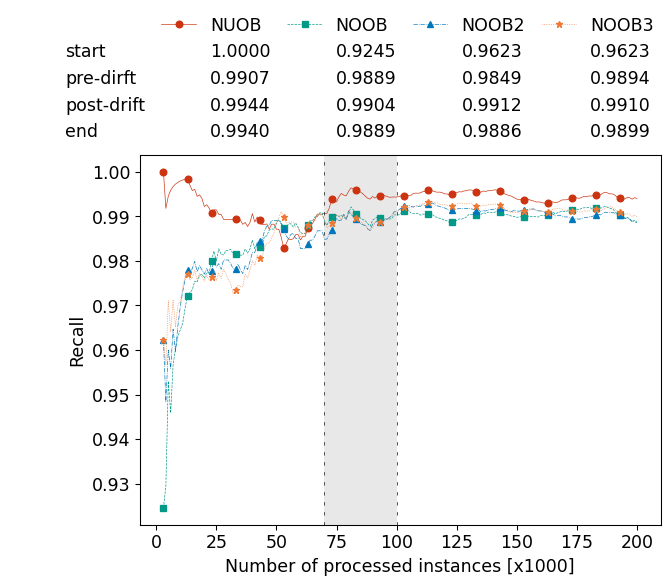 NUOB NOOB NOOB2 NOOB3
start 1.0000 0.9245 0.9623 0.9623
pre-dirft 0.9907 0.9889 0.9849 0.9894
post-drift 0.9944 0.9904 0.9912 0.9910
end 0.9940 0.9889 0.9886 0.9899
1.00
0.99
0.98
0.97
0.96
0.95
0.94
0.93
Recall
0 25 50 75 100 125 150 175 200
Number of processed instances [x1000]